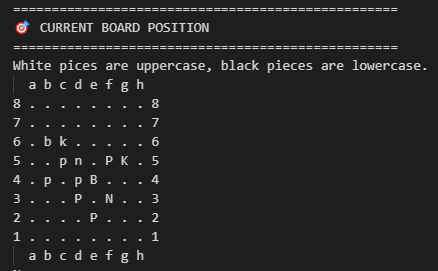 ==================================================
🎯 CURRENT BOARD POSITION
==================================================
White pices are uppercase, black pieces are lowercase.
  a b c d e f g h
8 . . . . . . . . 8
7 . . . . . . . . 7
6 . b k . . . . . 6
5 . . p n . P K . 5
4 . p . p B . . . 4
3 . . . P . N . . 3
2 . . . . P . . . 2
1 . . . . . . . . 1
  a b c d e f g h